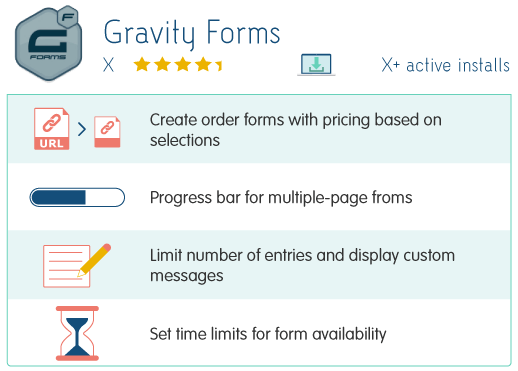 F
G
FORMS
Gravity Forms
X
X+ active installs
URL
Create order forms with pricing based on
selections
Progress bar for multiple-page froms
Limit number of entries and display custom
messages
Set time limits for form availability